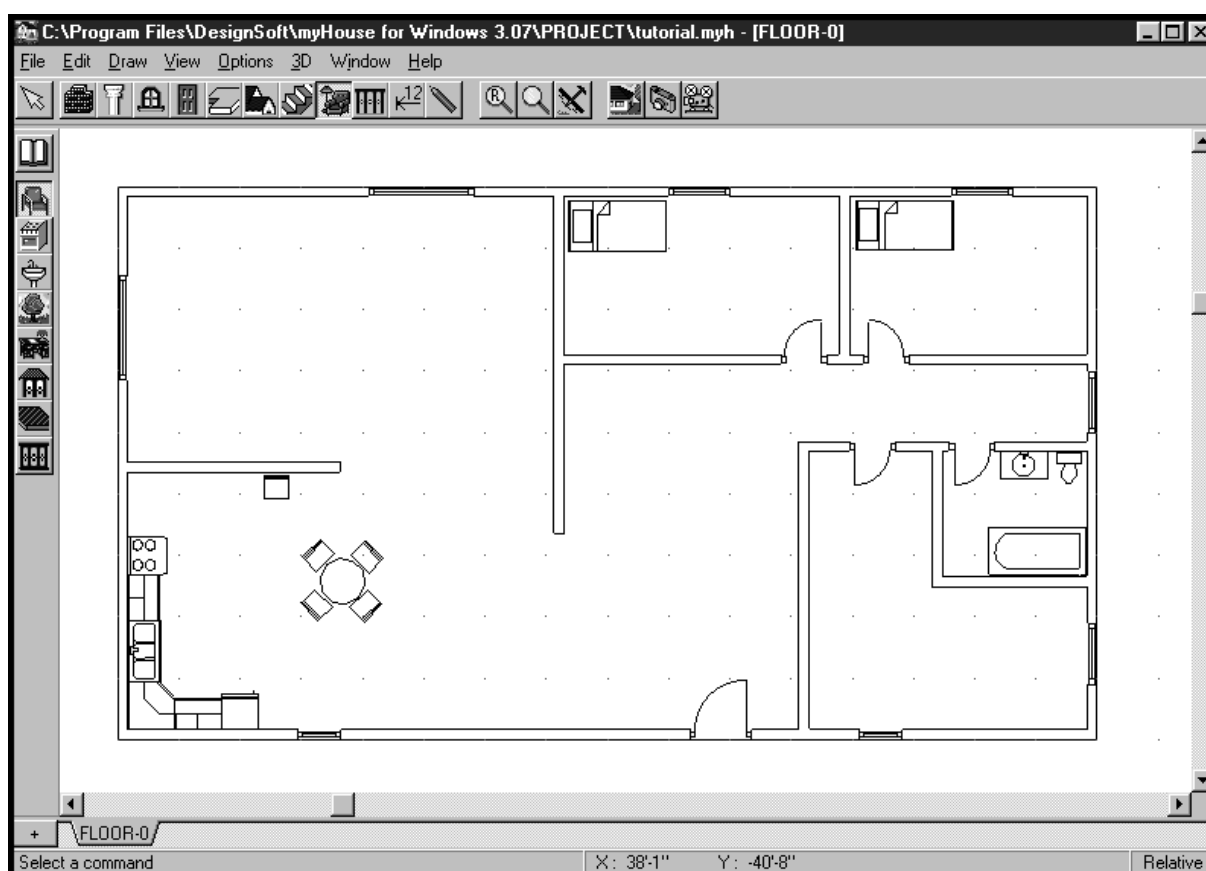 C:\Program Files\DesignSoft\myHouse for Windows 3.07\PROJECT\tutorial.myh - [FLOOR-0]
File Edit Draw View Options 3D Window Help
12 R
+ FLOOR-0
Select a command X: 38'-1" Y: -40'-8" Relative